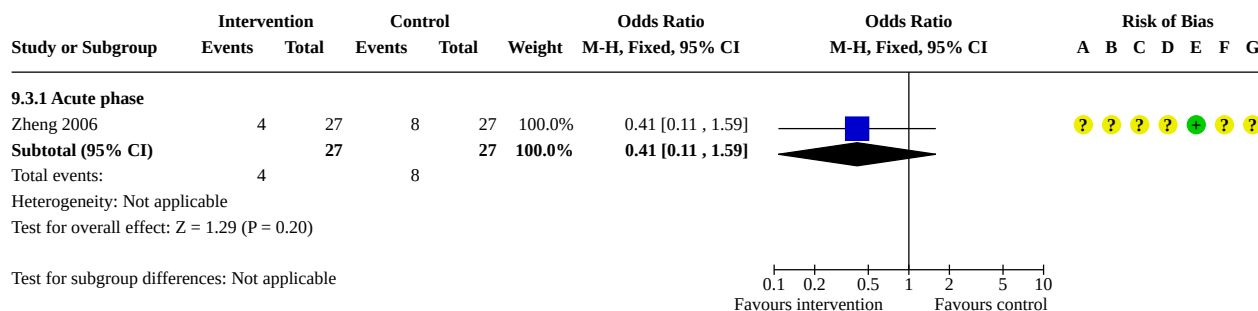 Intervention Control Odds Ratio Odds Ratio Risk of Bias
Study or Subgroup Events Total Events Total Weight M-H, Fixed, 95% CI M-H, Fixed, 95% CI A B C D E F G
9.3.1 Acute phase
Zheng 2006 4 27 8 27 100.0% 0.41 [0.11 , 1.59] ? ? ? ? + ? ?
Subtotal (95% CI) 27 27 100.0% 0.41 [0.11 , 1.59]
Total events: 4 8
Heterogeneity: Not applicable
Test for overall effect: Z = 1.29 (P = 0.20)
Test for subgroup differences: Not applicable
0.1 0.2 0.5 1 2 5 10
Favours intervention Favours control